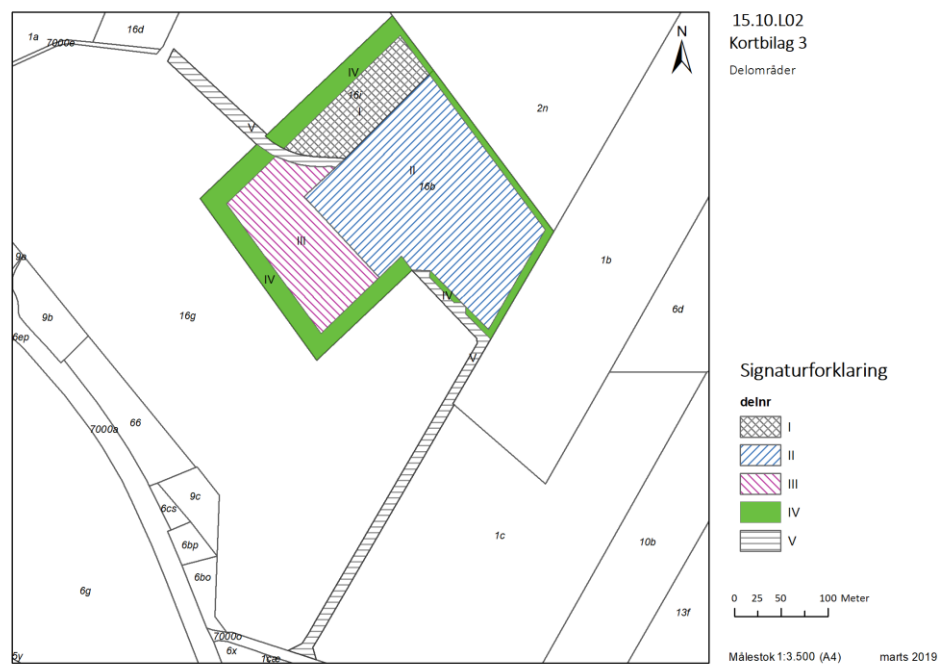 15.10.L02
Kortbilag 3
Delområder
N
1a
7000e
16d
IV
16i
I
V
2n
II
16b
III
IV
IV
V
1b
6d
9a
9b
16g
6ep
66
7000a
9c
6cs
6bp
6bo
1c
10b
6g
13f
7000o
6x
1cæ
5y
Signaturforklaring
delnr
I
II
III
IV
V
0 25 50 100 Meter
Målestok 1:3.500 (A4) marts 2019